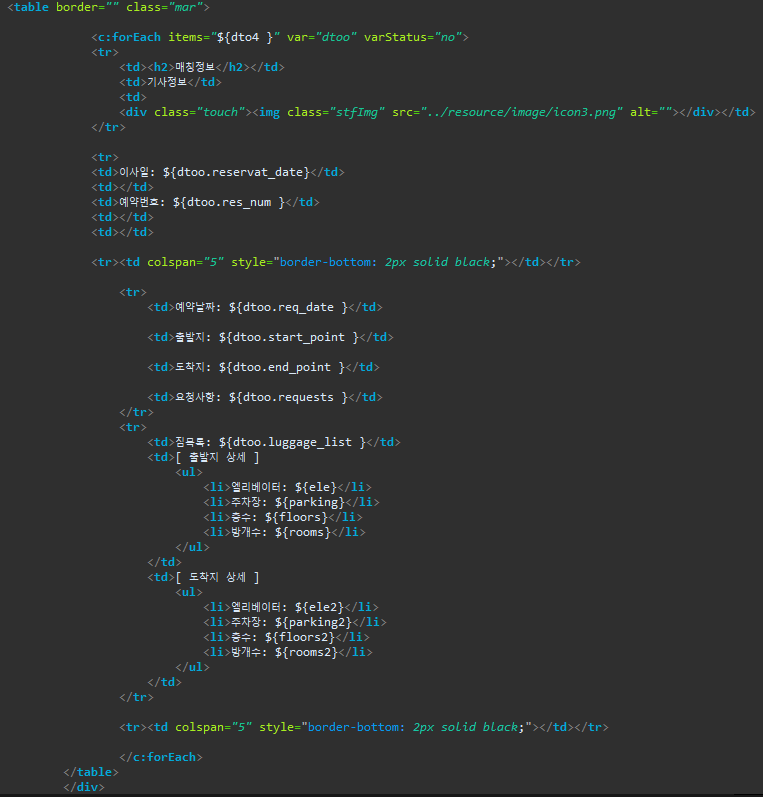 <table border="" class="mar">
<c:forEach items="${dto4 }" var="dtoo" varStatus="no">
<tr>
<td><h2>매칭정보</h2></td>
<td>기사정보</td>
<td>
<div class="touch"><img class="stfImg" src="../resource/image/icon3.png" alt=""></div></td>
</tr>
<tr>
<td>이사일: ${dtoo.reservat_date}</td>
<td></td>
<td>예약번호: ${dtoo.res_num }</td>
<td></td>
<td></td>
<tr><td colspan="5" style="border-bottom: 2px solid black;"></td></tr>
<tr>
<td>예약날짜: ${dtoo.req_date }</td>
<td>출발지: ${dtoo.start_point }</td>
<td>도착지: ${dtoo.end_point }</td>
<td>요청사항: ${dtoo.requests }</td>
</tr>
<tr>
<td>짐목록: ${dtoo.luggage_list }</td>
<td>[ 출발지 상세 ]
<ul>
<li>엘리베이터: ${ele}</li>
<li>주차장: ${parking}</li>
<li>층수: ${floors}</li>
<li>방개수: ${rooms}</li>
</ul>
</td>
<td>[ 도착지 상세 ]
<ul>
<li>엘리베이터: ${ele2}</li>
<li>주차장: ${parking2}</li>
<li>층수: ${floors2}</li>
<li>방개수: ${rooms2}</li>
</ul>
</td>
</tr>
<tr><td colspan="5" style="border-bottom: 2px solid black;"></td></tr>
</c:forEach>
</table>
</div>